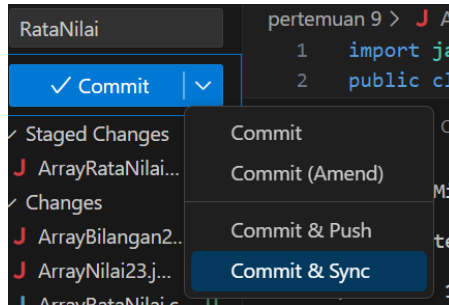 RataNilai
Commit
Staged Changes
ArrayRataNilai...
Changes
ArrayBilangan2..
ArrayNilai23.j...
Commit
Commit (Amend)
Commit & Push
Commit & Sync
pertemuan 9 > J
1 import
2 public